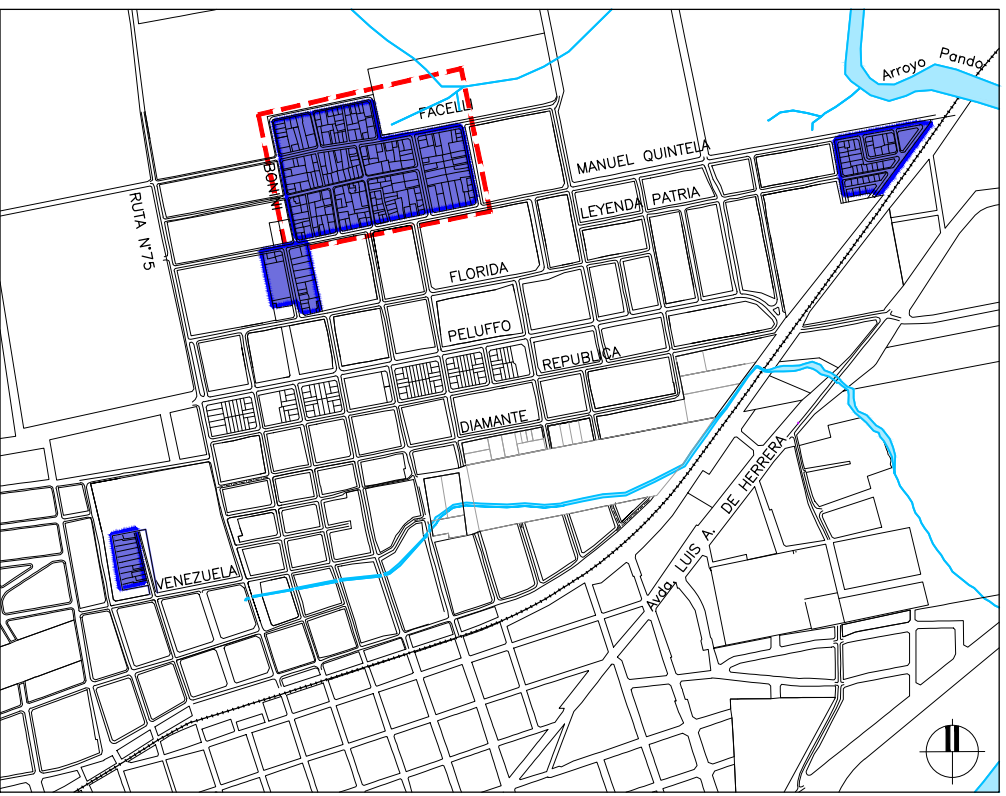 Arroyo Pando
FACELLI
MANUEL QUINTELA
BONINI
RUTA N°75
LEYENDA PATRIA
FLORIDA
PELUFFO
REPUBLICA
DIAMANTE
Avda. LUIS A. DE HERRERA
VENEZUELA